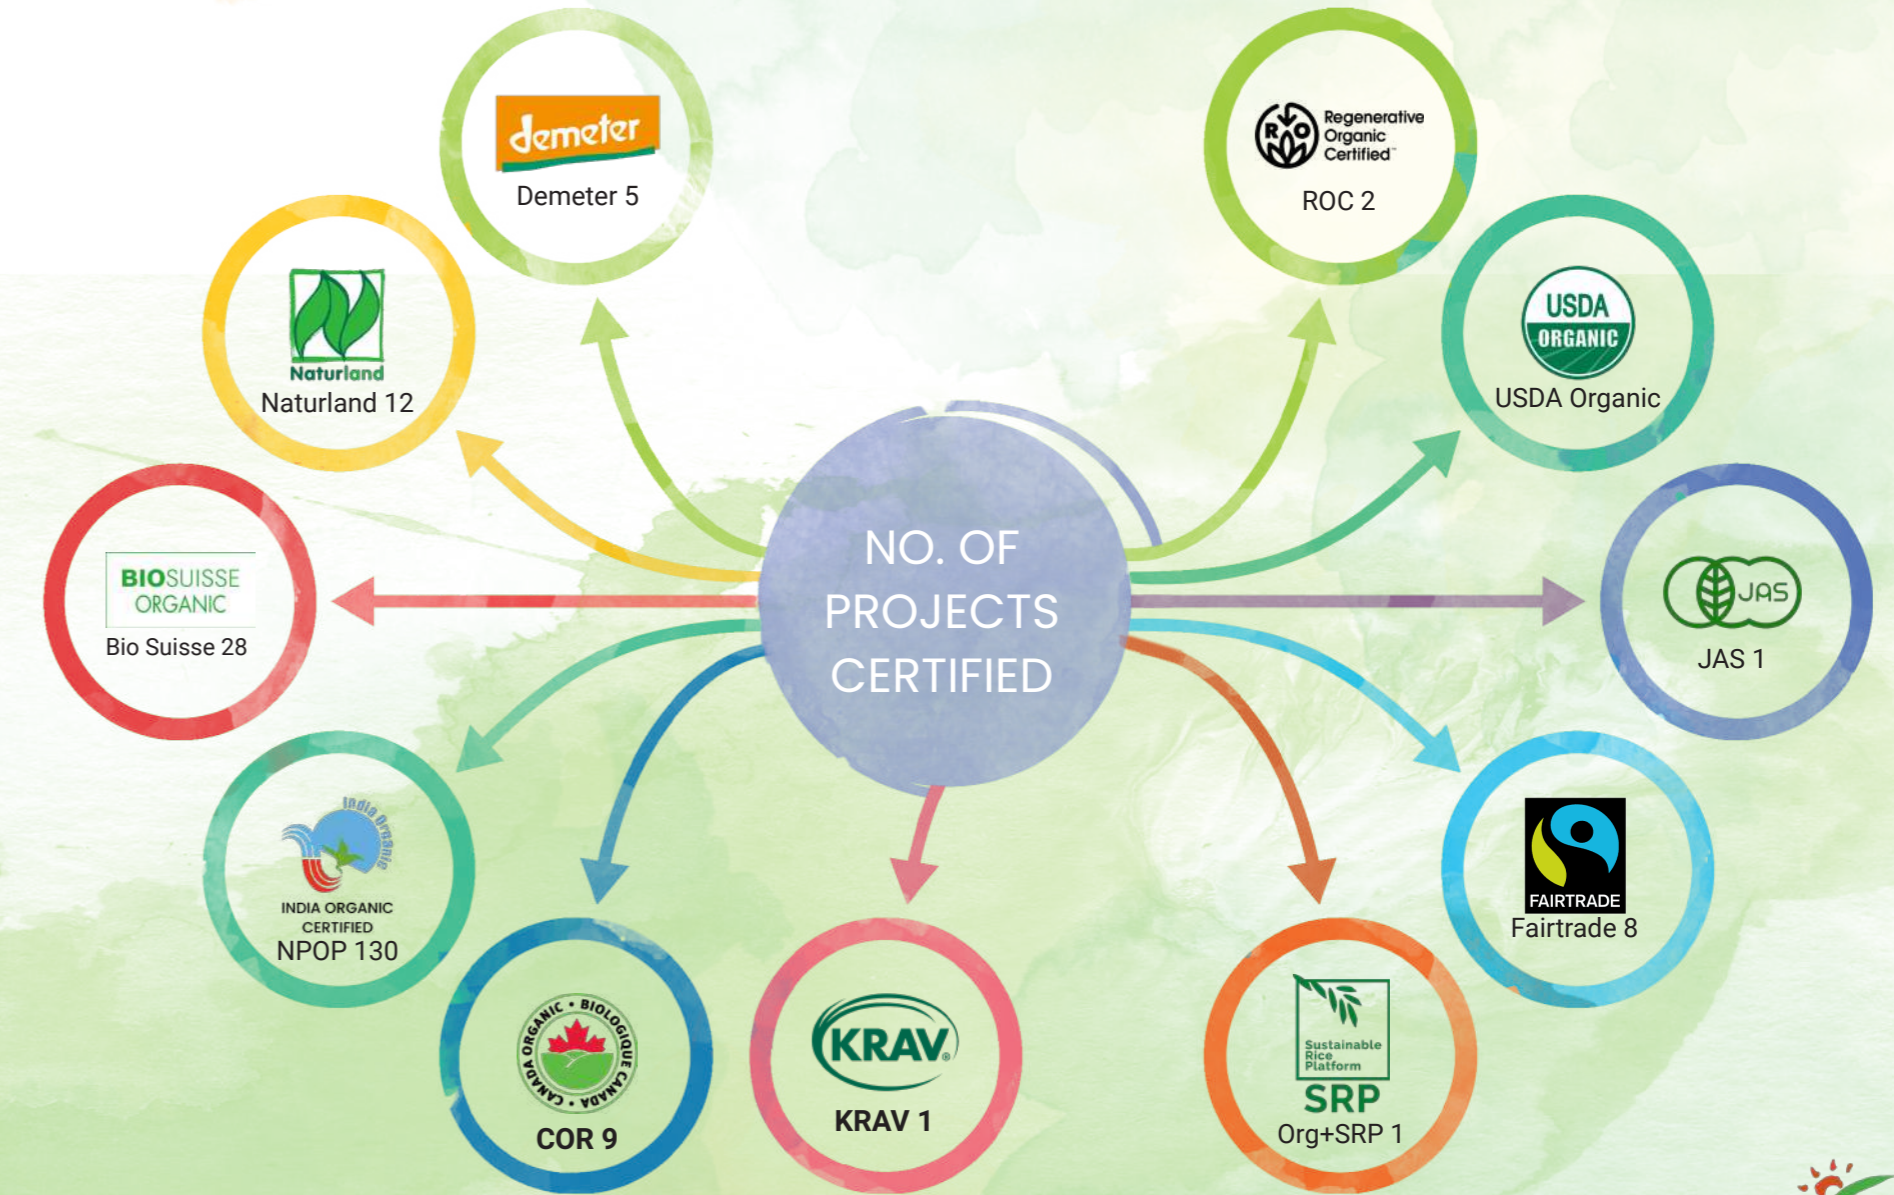 demeter
Demeter 5
R O
Regenerative
Organic
Certified™
ROC 2
Naturland
Naturland 12
USDA
ORGANIC
USDA Organic
BIOSUISSE
ORGANIC
Bio Suisse 28
NO. OF
PROJECTS
CERTIFIED
JAS
JAS 1
India Organic
INDIA ORGANIC
CERTIFIED
NPOP 130
FAIRTRADE
Fairtrade 8
CANADA ORGANIC • BIOLOGIQUE CANADA •
COR 9
KRAV®
KRAV 1
Sustainable
Rice
Platform
SRP
Org+SRP 1